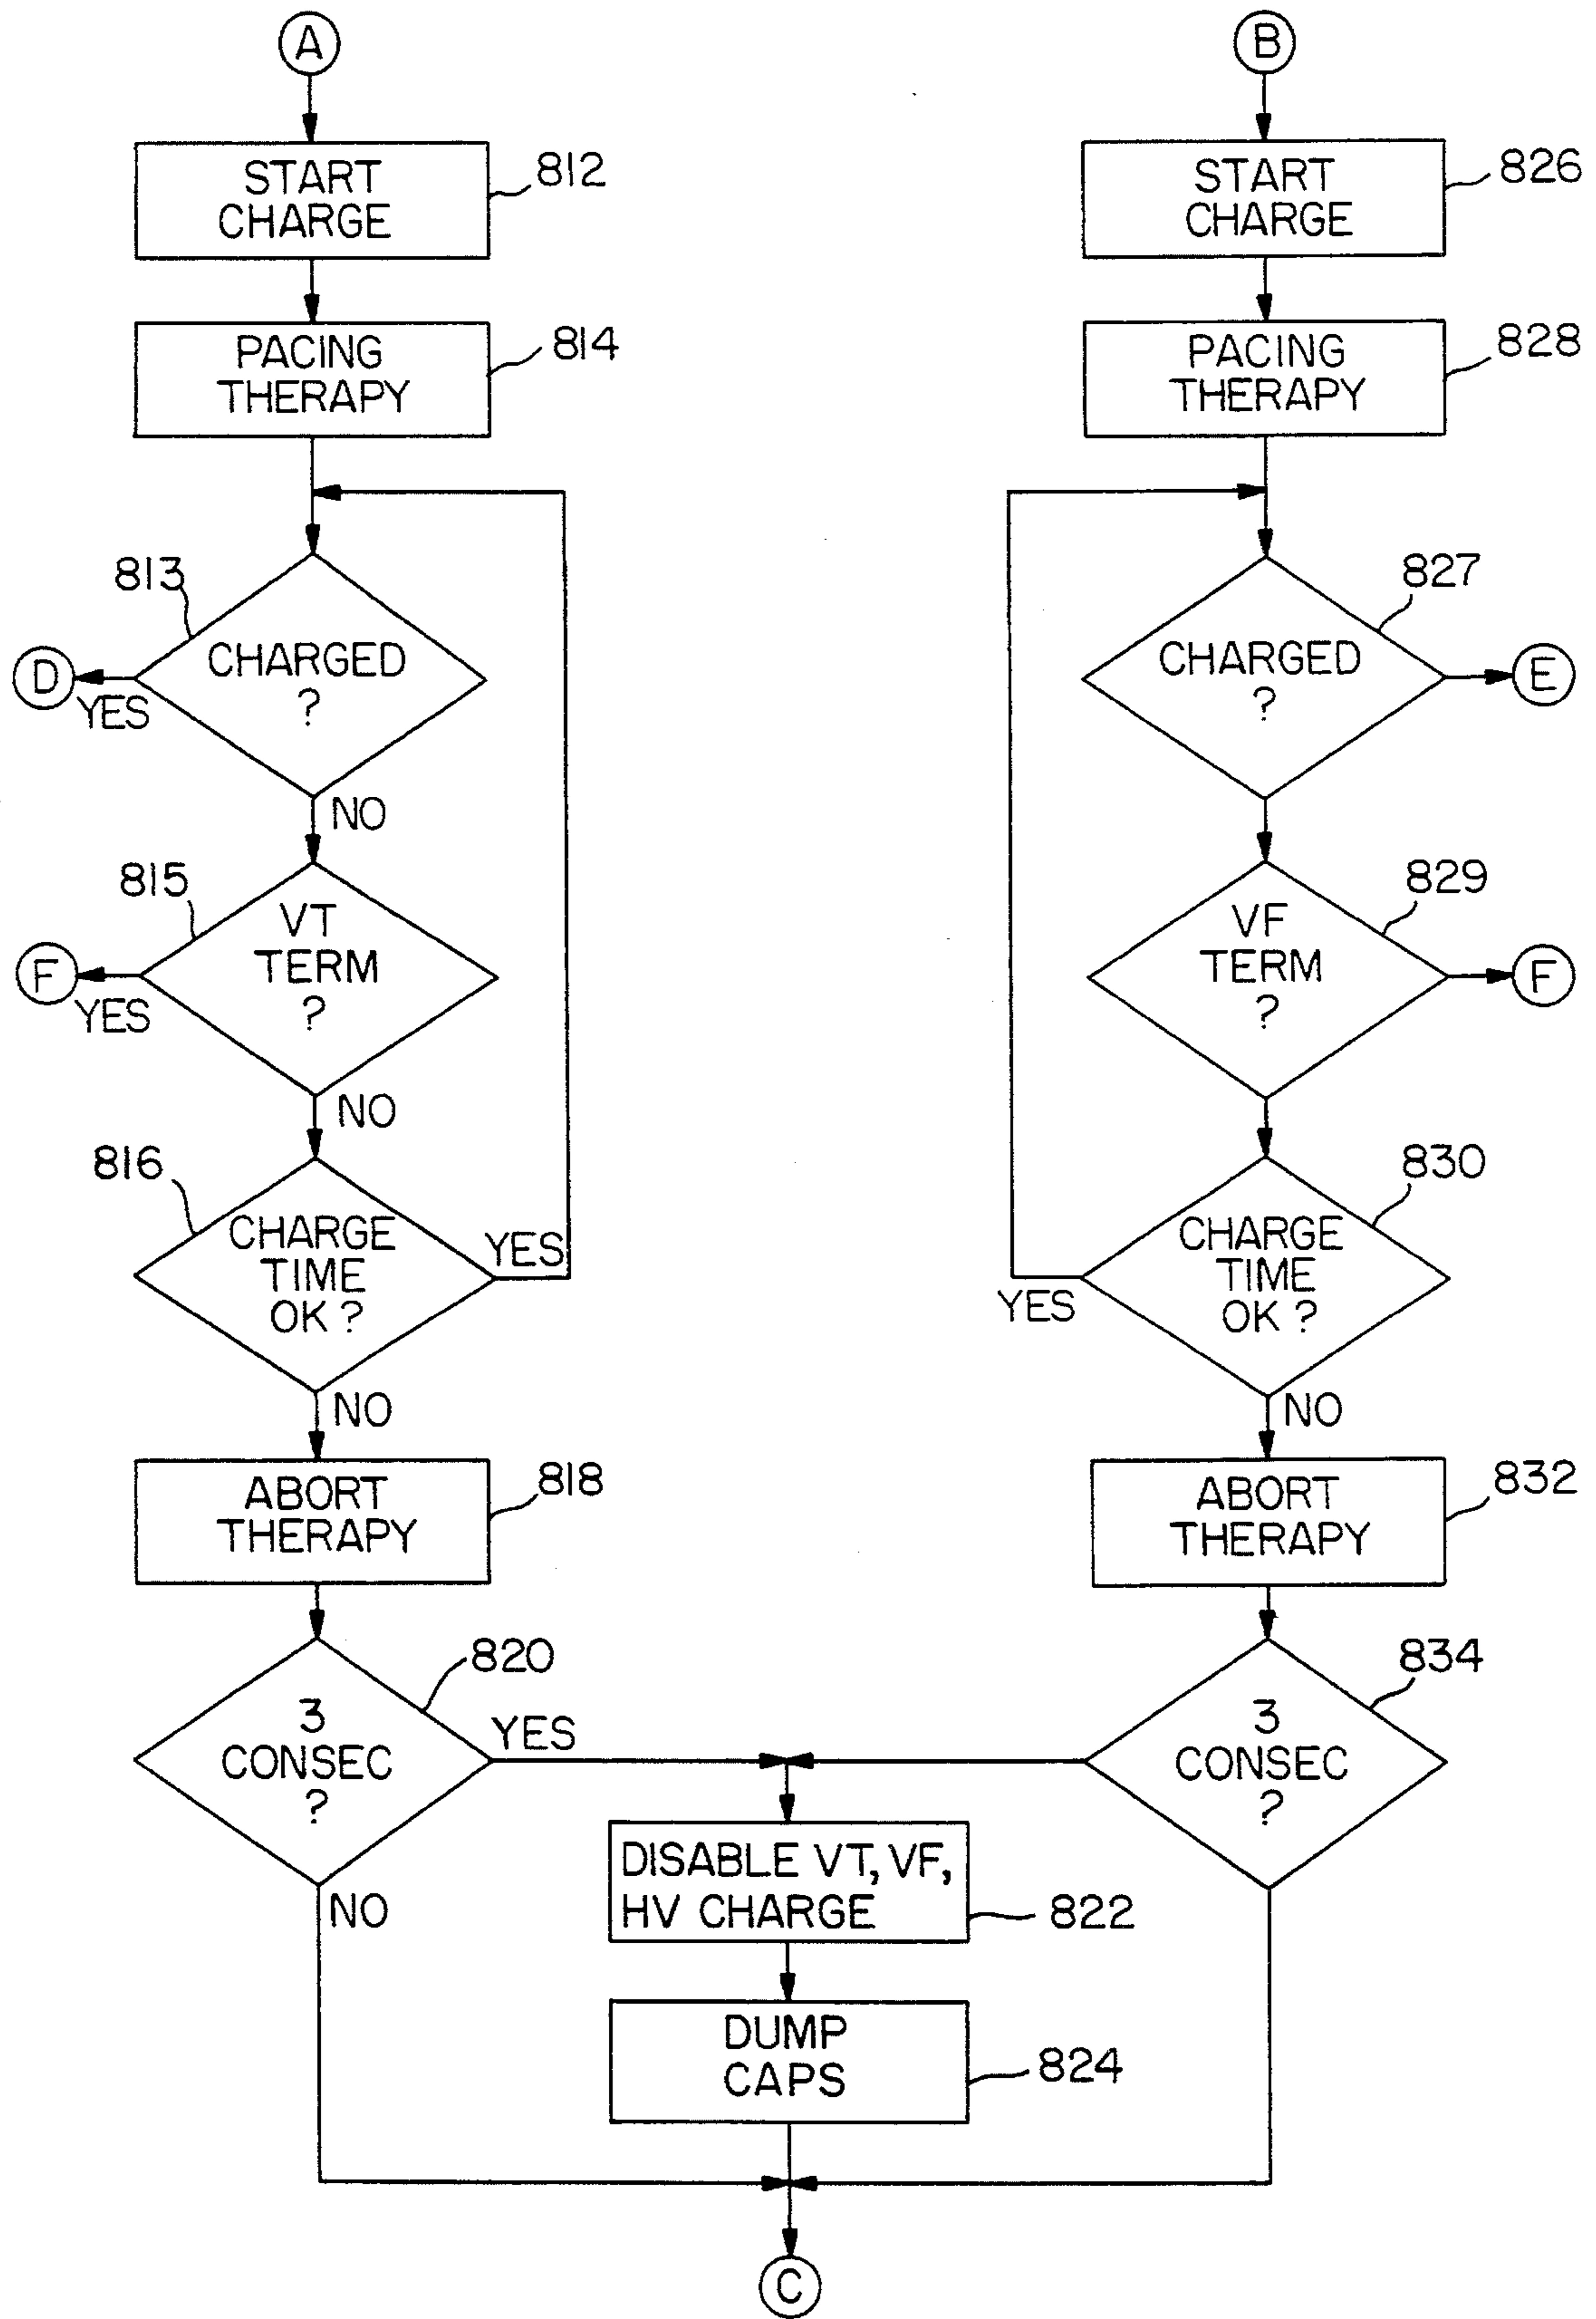 A
START
CHARGE
812
PACING
THERAPY
814
813
CHARGED
?
D
YES
NO
815
VT
TERM
?
F
YES
NO
816
CHARGE
TIME
OK ?
YES
NO
ABORT
THERAPY
818
820
3
CONSEC
?
YES
NO
DISABLE VT, VF,
HV CHARGE
822
DUMP
CAPS
824
C
B
START
CHARGE
826
PACING
THERAPY
828
827
CHARGED
?
E
829
VF
TERM
?
F
830
CHARGE
TIME
OK ?
YES
NO
ABORT
THERAPY
832
834
3
CONSEC
?